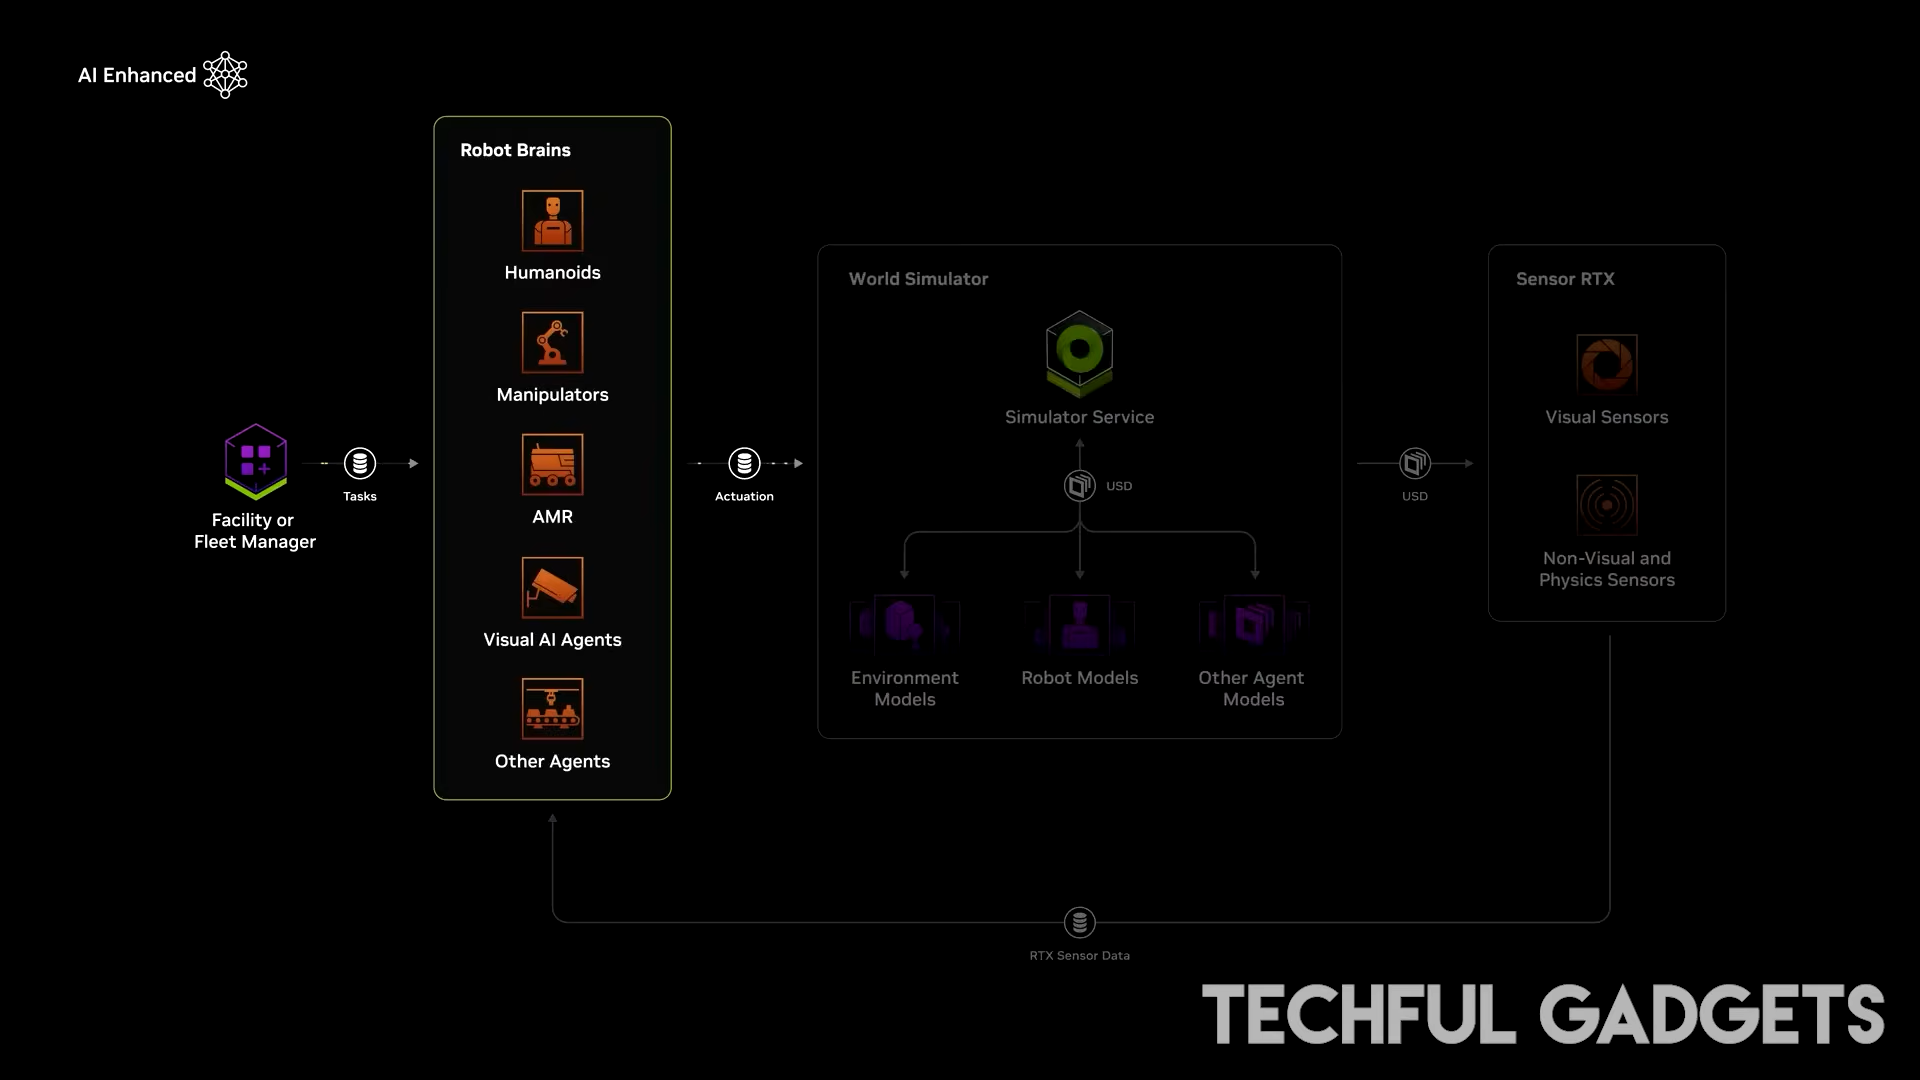 AI Enhanced
Robot Brains
Humanoids
Manipulators
AMR
Visual AI Agents
Other Agents
Facility or
Fleet Manager
Tasks
Actuation
World Simulator
Simulator Service
USD
Environment
Models
Robot Models
Other Agent
Models
USD
Sensor RTX
Visual Sensors
Non-Visual and
Physics Sensors
RTX Sensor Data
TECHFUL GADGETS